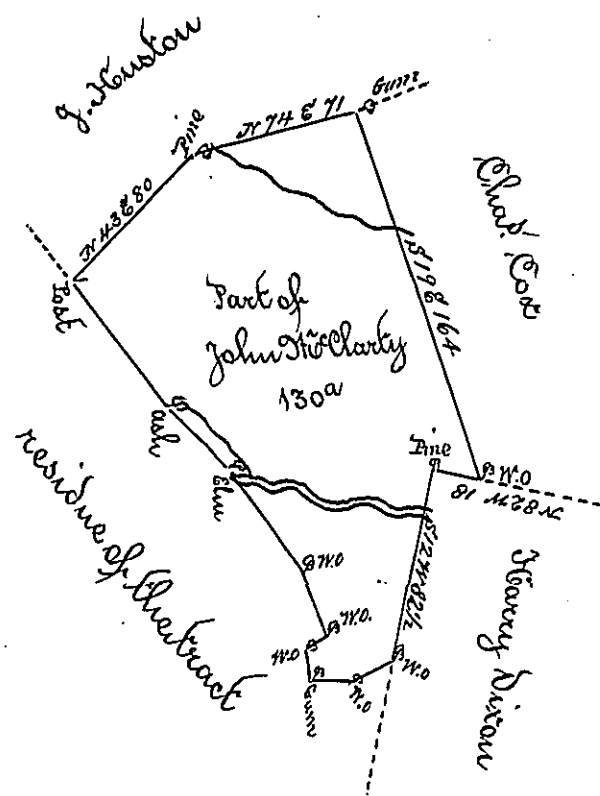 J. Huston
Pine
N 74 E 71
Gum
N 43 E 80
Chas. Cox
S 19 E 164
Post
Part of
John McClarty
130a
ash
Elm
Pine
W.O
N 82 W 18
residue of the tract
S 12 W 82½
W.O
W.O.
W.O
W.O
W.O
Gum
Harry Dixon